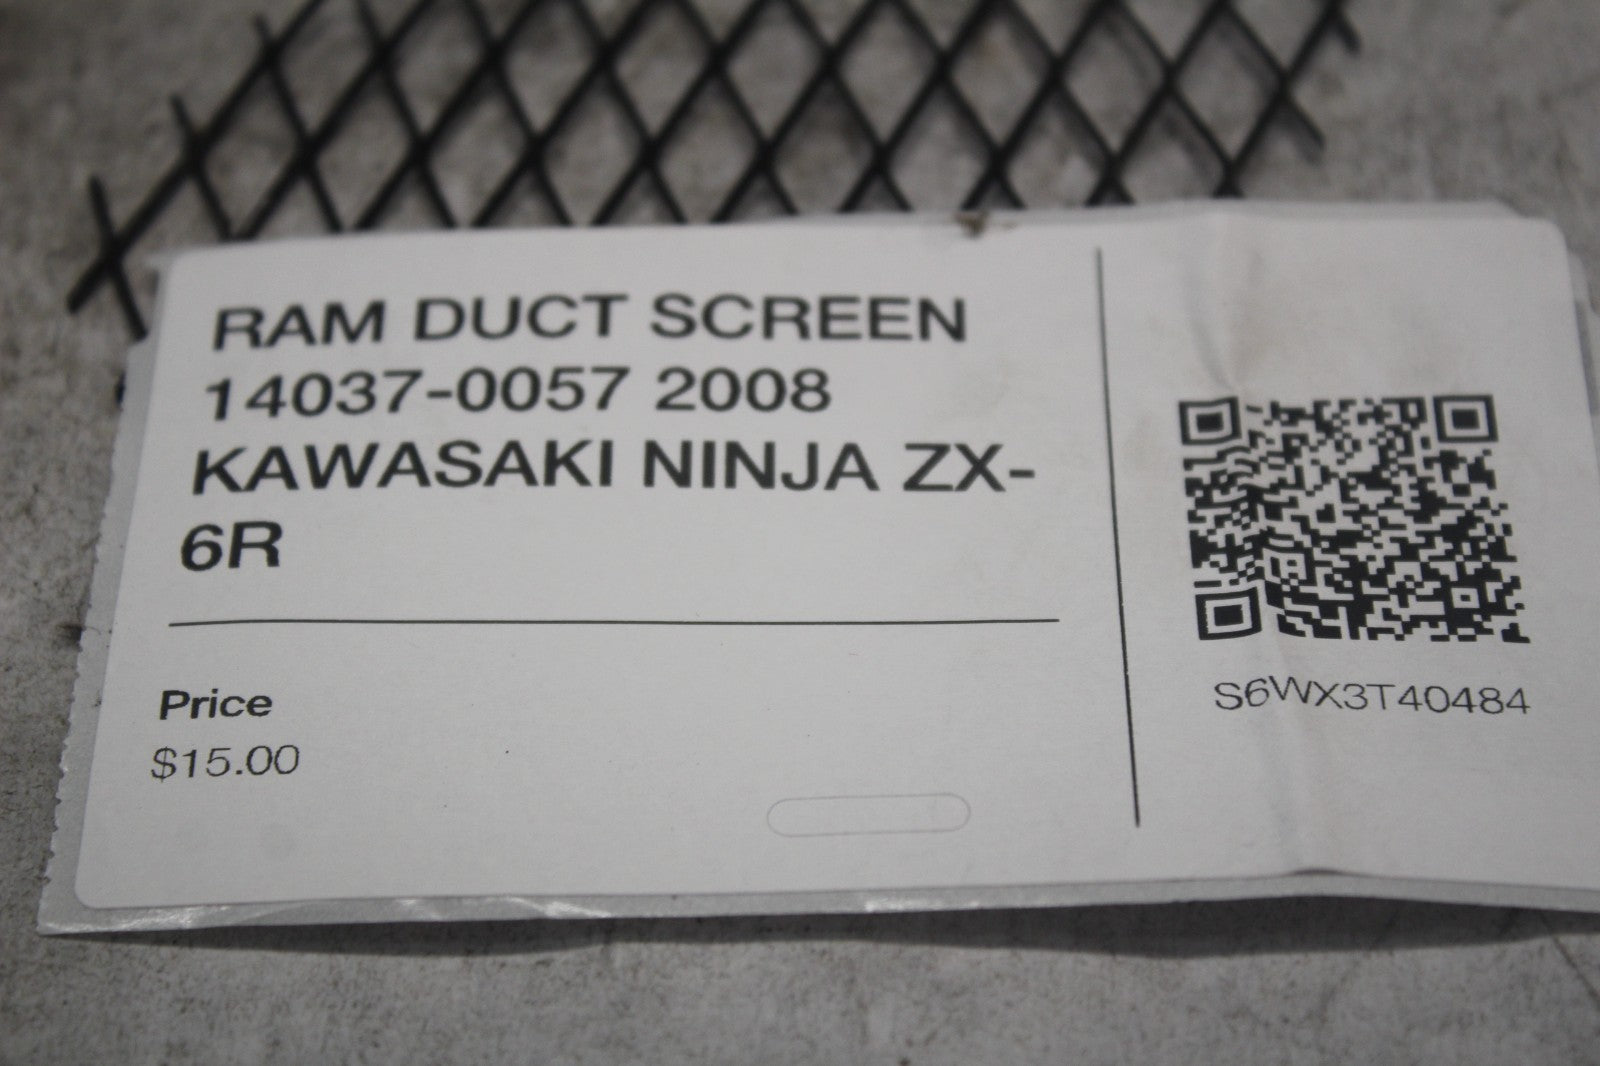 RAM DUCT SCREEN
14037-0057 2008
KAWASAKI NINJA ZX-
6R
Price
$15.00
S6WX3T40484